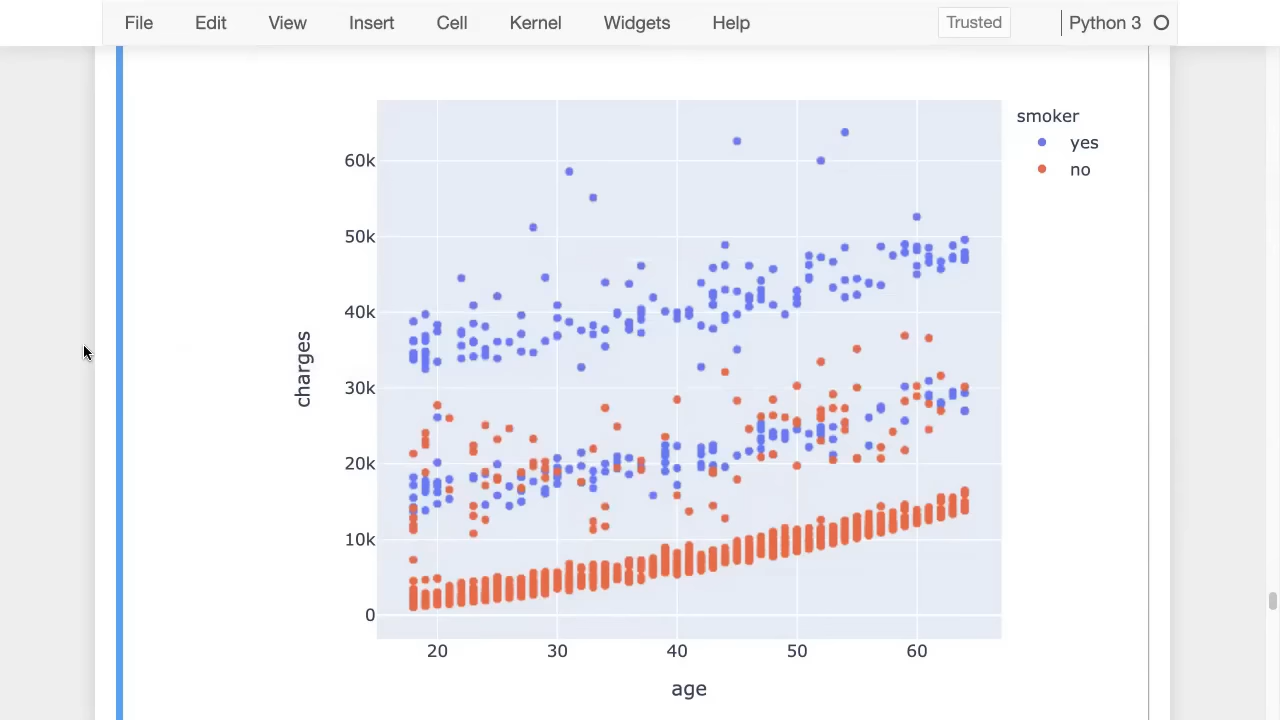 File Edit View Insert Cell Kernel Widgets Help Trusted Python 3
smoker
yes
no
60k
50k
40k
30k
20k
10k
0
charges
20 30 40 50 60
age